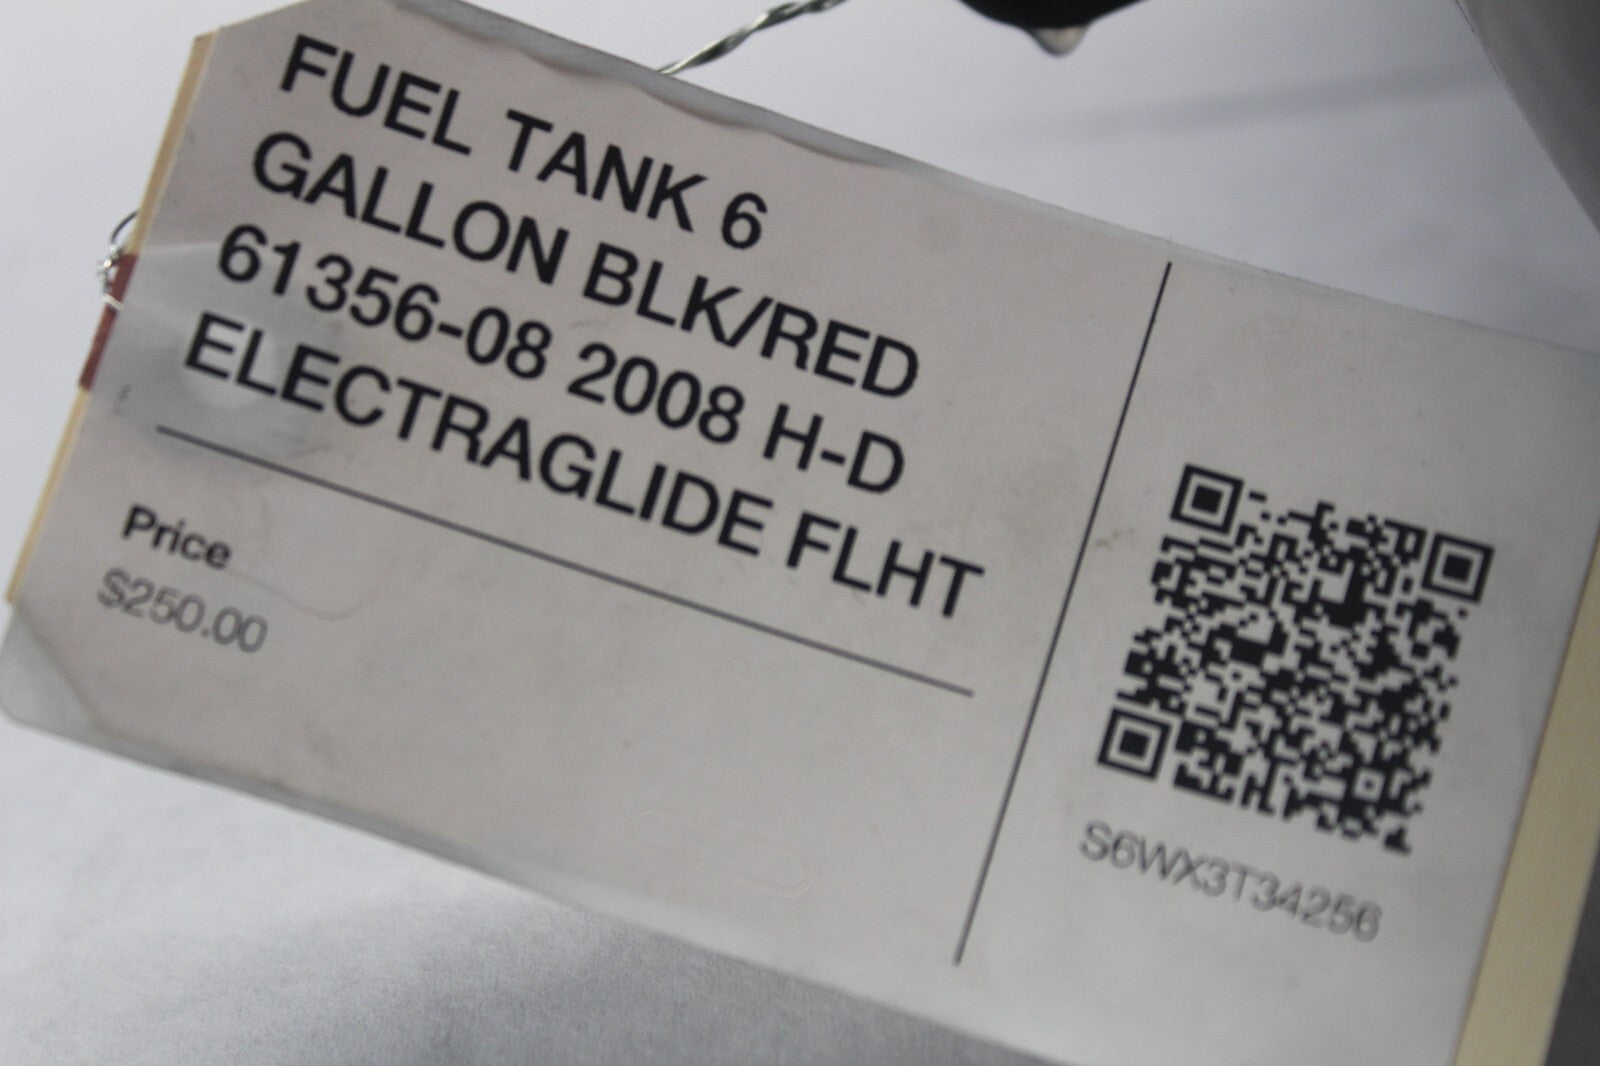 FUEL TANK 6
GALLON BLK/RED
61356-08 2008 H-D
ELECTRAGLIDE FLHT
Price
$250.00
S6WX3T34256